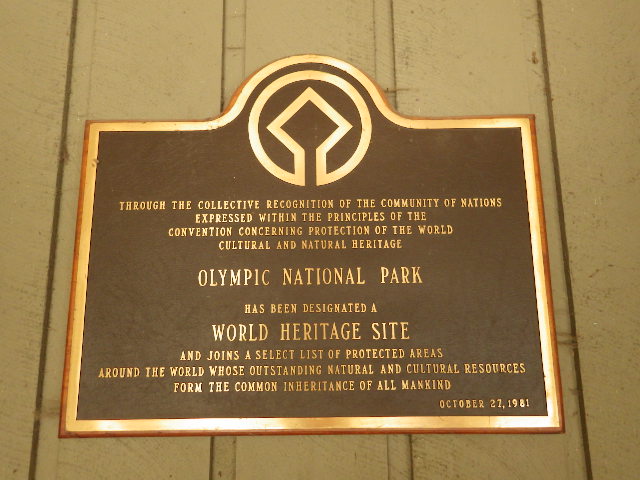 THROUGH THE COLLECTIVE RECOGNITION OF THE COMMUNITY OF NATIONS
EXPRESSED WITHIN THE PRINCIPLES OF THE
CONVENTION CONCERNING PROTECTION OF THE WORLD
CULTURAL AND NATURAL HERITAGE
OLYMPIC NATIONAL PARK
HAS BEEN DESIGNATED A
WORLD HERITAGE SITE
AND JOINS A SELECT LIST OF PROTECTED AREAS
AROUND THE WORLD WHOSE OUTSTANDING NATURAL AND CULTURAL RESOURCES
FORM THE COMMON INHERITANCE OF ALL MANKIND
OCTOBER 27, 1981